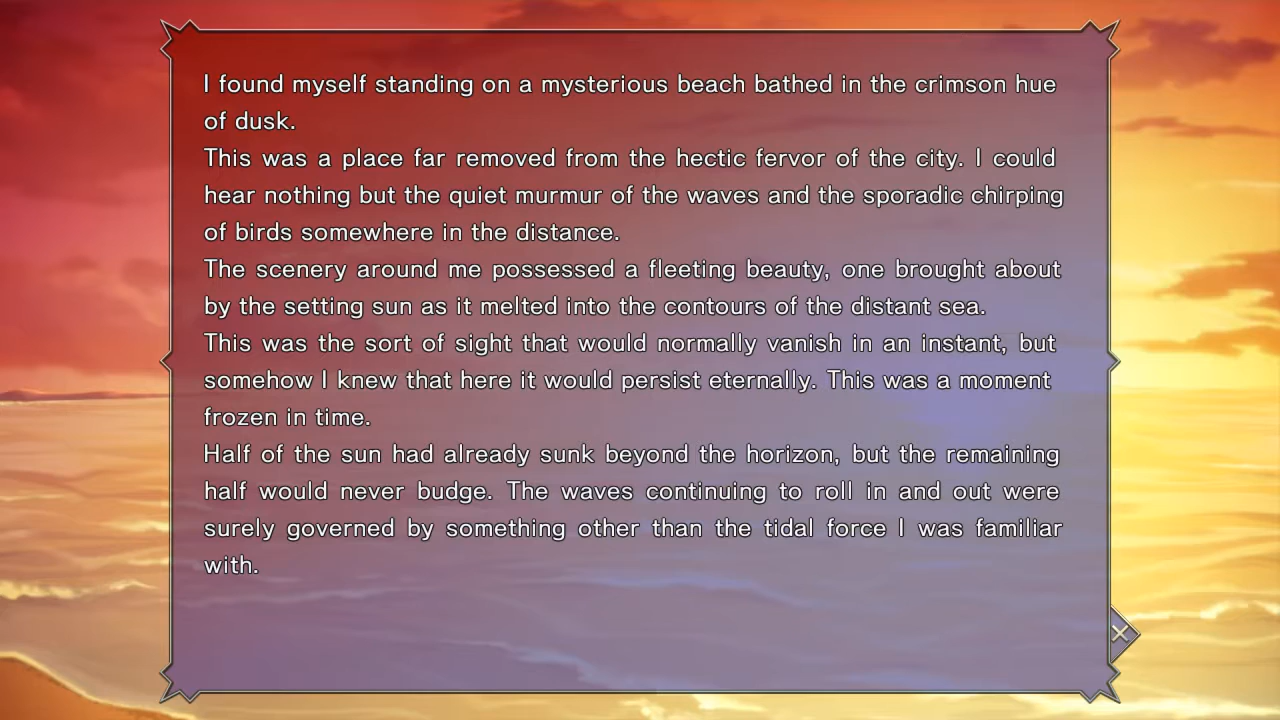 I found myself standing on a mysterious beach bathed in the crimson hue
of dusk.
This was a place far removed from the hectic fervor of the city. I could
hear nothing but the quiet murmur of the waves and the sporadic chirping
of birds somewhere in the distance.
The scenery around me possessed a fleeting beauty, one brought about
by the setting sun as it melted into the contours of the distant sea.
This was the sort of sight that would normally vanish in an instant, but
somehow I knew that here it would persist eternally. This was a moment
frozen in time.
Half of the sun had already sunk beyond the horizon, but the remaining
half would never budge. The waves continuing to roll in and out were
surely governed by something other than the tidal force I was familiar
with.